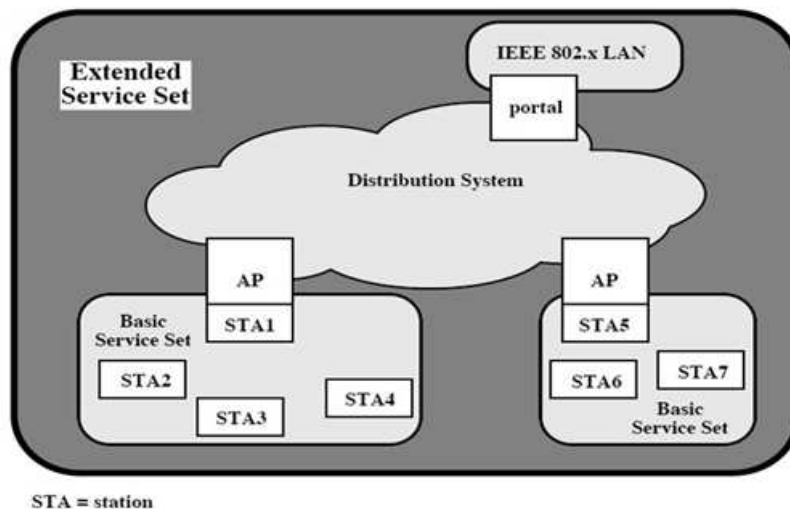 IEEE 802.x LAN
Extended
Service Set
portal
Distribution System
AP
AP
STA1
STA5
Basic
Service Set
STA2
STA3
STA4
STA6
STA7
Basic
Service Set
STA = station